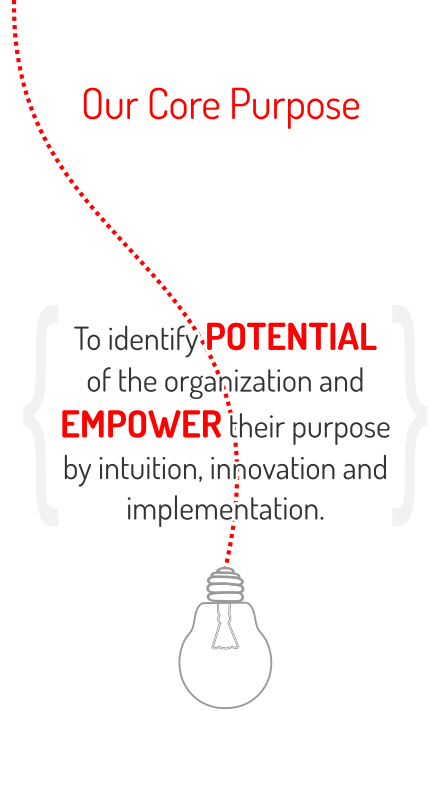 Our Core Purpose
To identify POTENTIAL
of the organization and
EMPOWER their purpose
by intuition, innovation and
implementation.